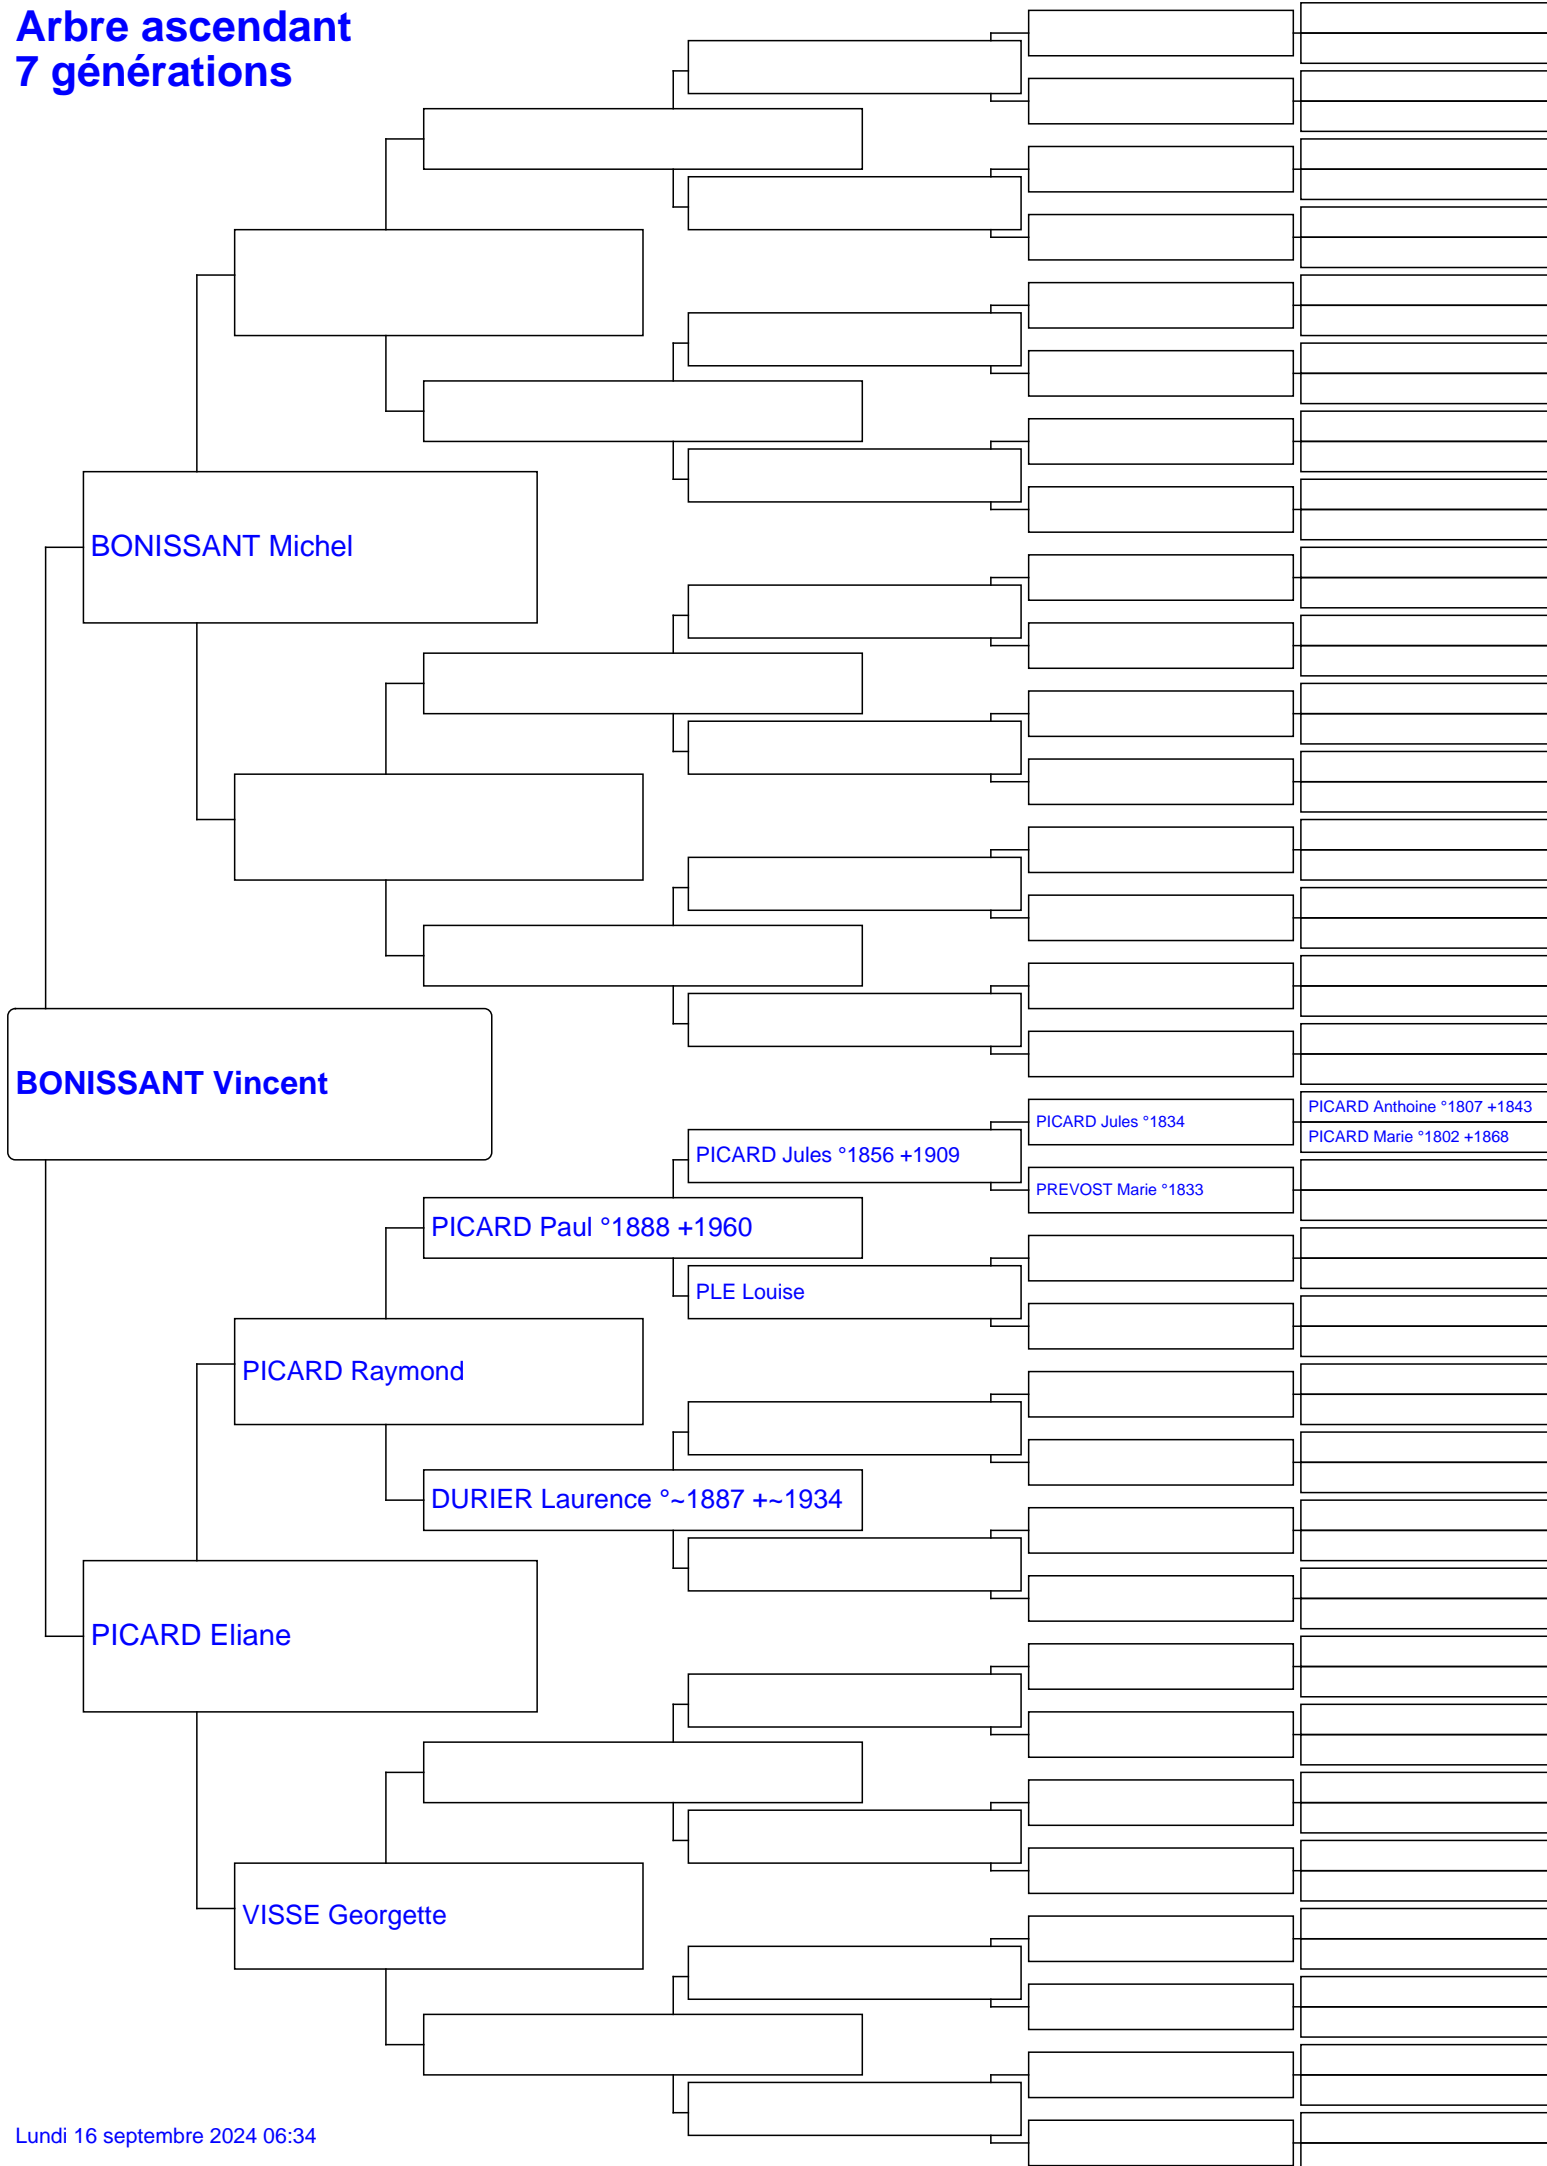 Arbre ascendant
7 générations
BONISSANT Michel
BONISSANT Vincent
PICARD Anthoine °1807 +1843
PICARD Jules °1834
PICARD Marie °1802 +1868
PICARD Jules °1856 +1909
PREVOST Marie °1833
PICARD Paul °1888 +1960
PLE Louise
PICARD Raymond
DURIER Laurence °~1887 +~1934
PICARD Eliane
VISSE Georgette
Lundi 16 septembre 2024 06:34